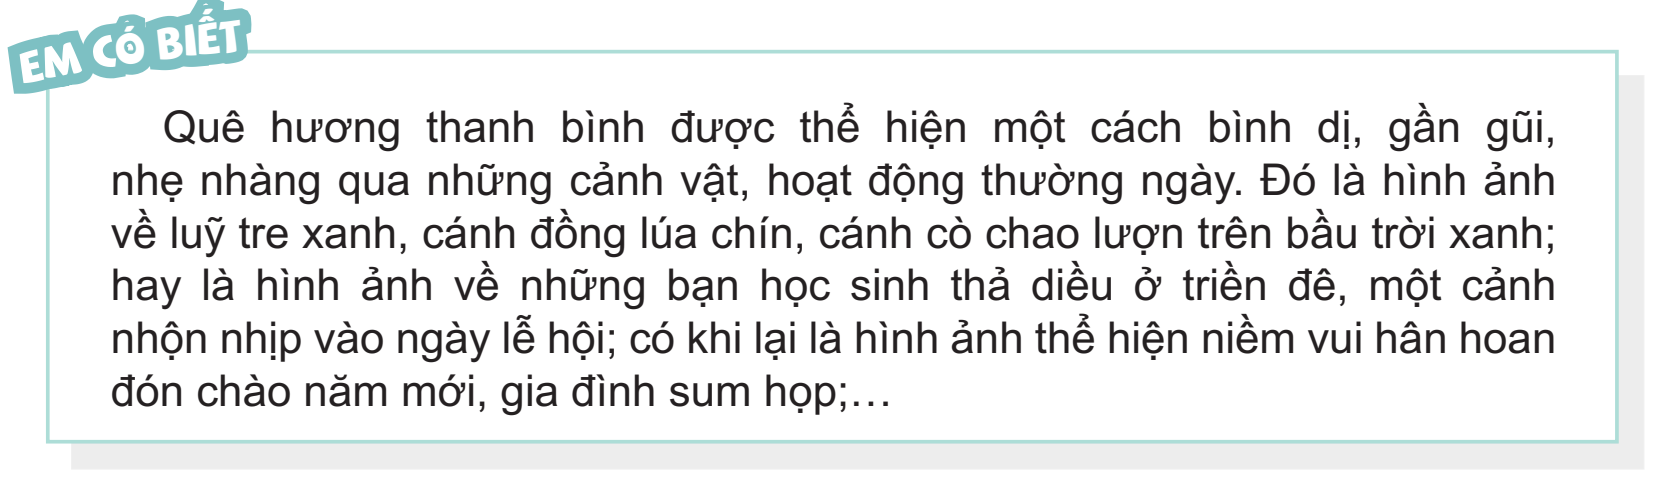 EM CÓ BIẾT
Quê hương thanh bình được thể hiện một cách bình dị, gần gũi,
nhẹ nhàng qua những cảnh vật, hoạt động thường ngày. Đó là hình ảnh
về luỹ tre xanh, cánh đồng lúa chín, cánh cò chao lượn trên bầu trời xanh;
hay là hình ảnh về những bạn học sinh thả diều ở triền đê, một cảnh
nhộn nhịp vào ngày lễ hội; có khi lại là hình ảnh thể hiện niềm vui hân hoan
đón chào năm mới, gia đình sum họp;…